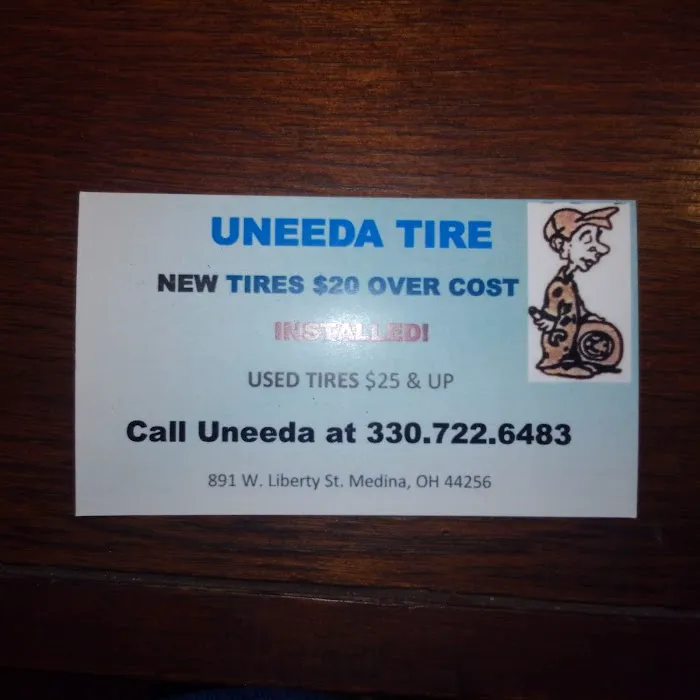 UNEEDA TIRE
NEW TIRES $20 OVER COST
INSTALLED!
USED TIRES $25 & UP
Call Uneeda at 330.722.6483
891 W. Liberty St. Medina, OH 44256